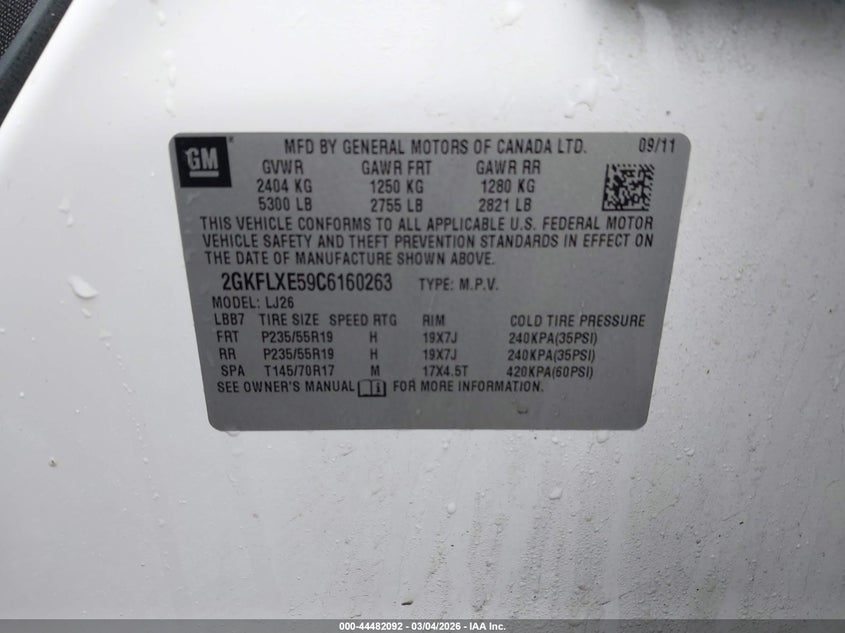 GM
MFD BY GENERAL MOTORS OF CANADA LTD. 09/11
GVWR GAWR FRT GAWR RR
2404 KG 1250 KG 1280 KG
5300 LB 2755 LB 2821 LB
THIS VEHICLE CONFORMS TO ALL APPLICABLE U.S. FEDERAL MOTOR
VEHICLE SAFETY AND THEFT PREVENTION STANDARDS IN EFFECT ON
THE DATE OF MANUFACTURE SHOWN ABOVE.
2GKFLXE59C6160263 TYPE: M.P.V.
MODEL: LJ26
LBB7 TIRE SIZE SPEED RTG RIM COLD TIRE PRESSURE
FRT P235/55R19 H 19X7J 240KPA(35PSI)
RR P235/55R19 H 19X7J 240KPA(35PSI)
SPA T145/70R17 M 17X4.5T 420KPA(60PSI)
SEE OWNER'S MANUAL FOR MORE INFORMATION.
000-44482092 - 03/04/2026 - IAA Inc.